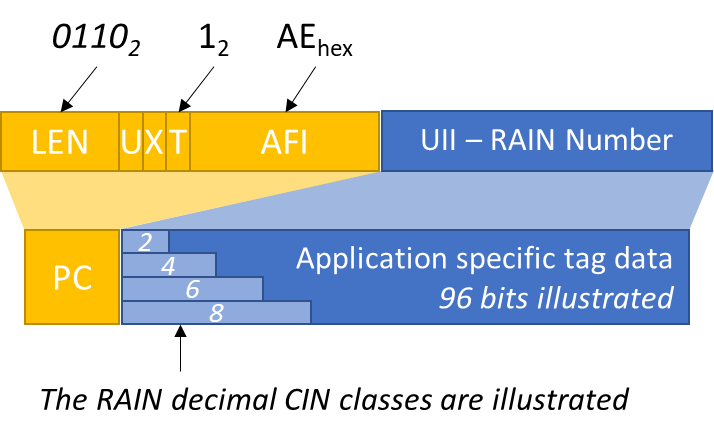 0110₂ 1₂ AEhex
LEN U X T AFI UII – RAIN Number
PC
2
4
6
8
Application specific tag data
96 bits illustrated
The RAIN decimal CIN classes are illustrated